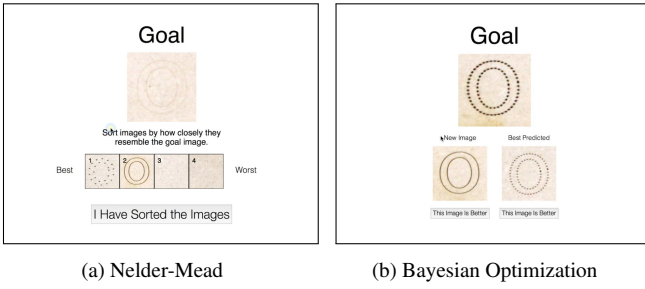 Goal
Sort images by how closely they
resemble the goal image.
Best
1
2
3
4
Worst
I Have Sorted the Images
(a) Nelder-Mead
Goal
New Image
Best Predicted
This Image Is Better
This Image Is Better
(b) Bayesian Optimization